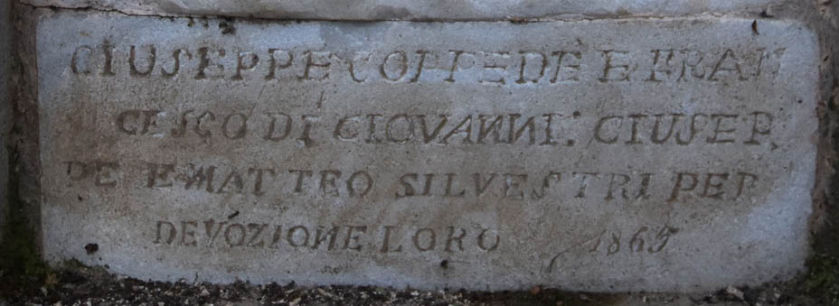 GIUSEPPE COPPEDE E FRAN
CESCO DI GIOVANNI: GIUSEP
PE E MATTEO SILVESTRI PER
DEVOZIONE LORO 1865